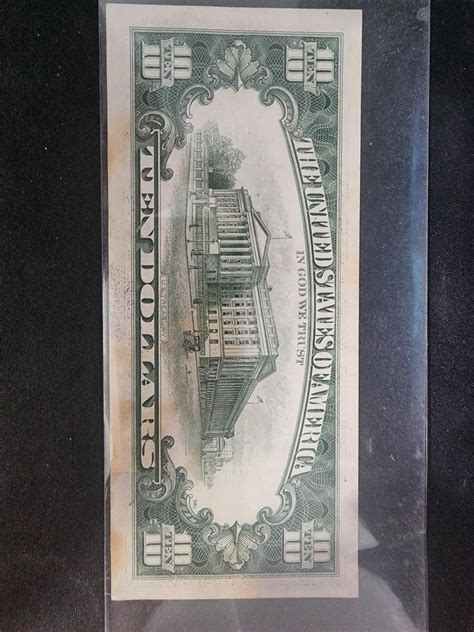 10 TEN
THE UNITED STATES OF AMERICA
10 TEN
IN GOD WE TRUST
10 TEN
TEN DOLLARS
10 TEN